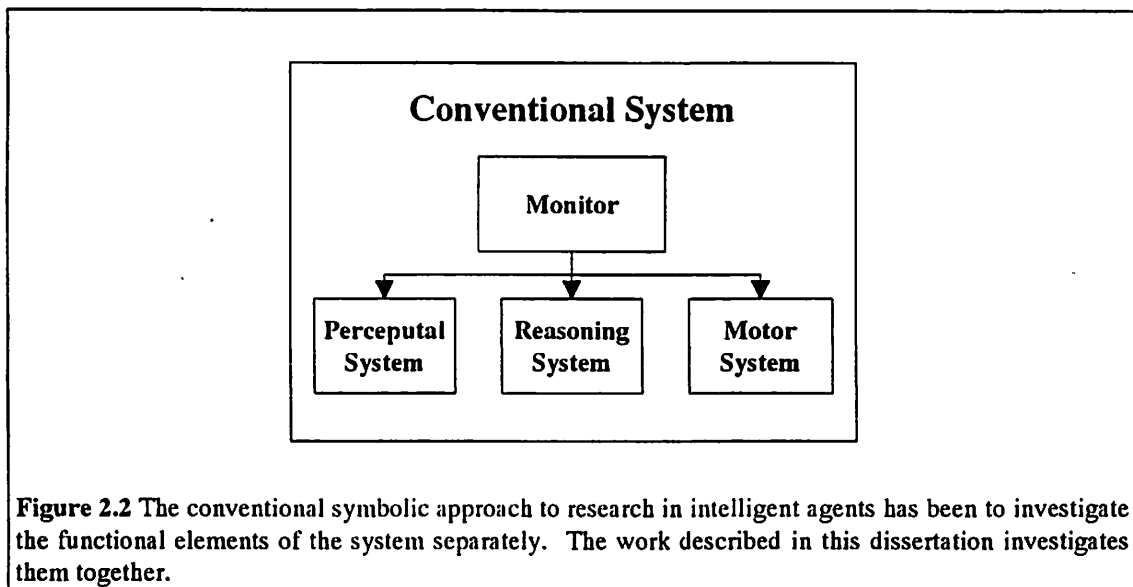 Conventional System
Monitor
Perceputal
System
Reasoning
System
Motor
System
Figure 2.2 The conventional symbolic approach to research in intelligent agents has been to investigate
the functional elements of the system separately. The work described in this dissertation investigates
them together.